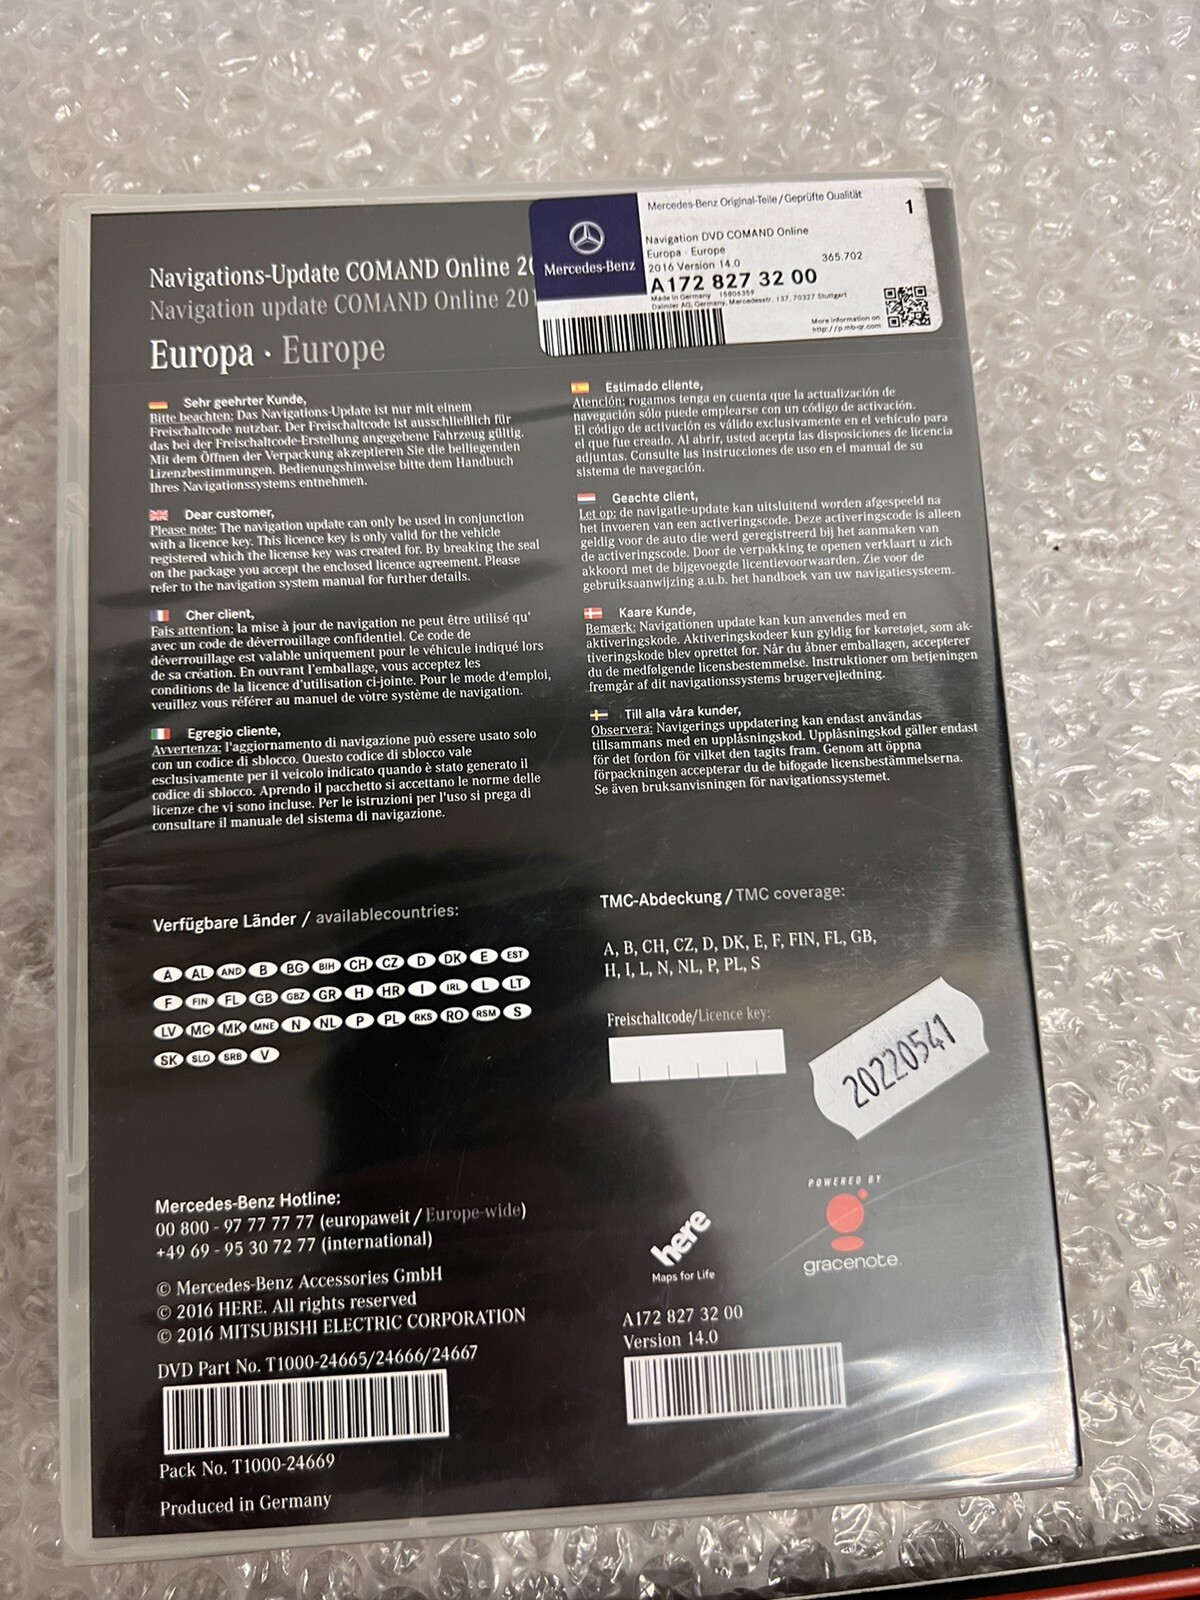 Mercedes-Benz Original-Teile/Geprüfte Qualität
1
Mercedes-Benz
Navigation DVD COMAND Online
Europa · Europe
2016 Version 14.0
365.702
A172 827 32 00
Made in Germany 15806359
Daimler AG, Germany, Mercedesstr. 137, 70327 Stuttgart
More information on
http://p.mb-qr.com
Navigations-Update COMAND Online 20
Navigation update COMAND Online 201
Europa · Europe
Sehr geehrter Kunde,
Bitte beachten: Das Navigations-Update ist nur mit einem
Freischaltcode nutzbar. Der Freischaltcode ist ausschließlich für
das bei der Freischaltcode-Erstellung angegebene Fahrzeug gültig.
Mit dem Öffnen der Verpackung akzeptieren Sie die beiliegenden
Lizenzbestimmungen. Bedienungshinweise bitte dem Handbuch
Ihres Navigationssystems entnehmen.
Dear customer,
Please note: The navigation update can only be used in conjunction
with a licence key. This licence key is only valid for the vehicle
registered which the license key was created for. By breaking the seal
on the package you accept the enclosed licence agreement. Please
refer to the navigation system manual for further details.
Cher client,
Fais attention: la mise à jour de navigation ne peut être utilisé qu'
avec un code de déverrouillage confidentiel. Ce code de
déverrouillage est valable uniquement pour le véhicule indiqué lors
de sa création. En ouvrant l'emballage, vous acceptez les
conditions de la licence d'utilisation ci-jointe. Pour le mode d'emploi,
veuillez vous référer au manuel de vôtre système de navigation.
Egregio cliente,
Avvertenza: l'aggiornamento di navigazione può essere usato solo
con un codice di sblocco. Questo codice di sblocco vale
esclusivamente per il veicolo indicato quando è stato generato il
codice di sblocco. Aprendo il pacchetto si accettano le norme delle
licenze che vi sono incluse. Per le istruzioni per l'uso si prega di
consultare il manuale del sistema di navigazione.
Estimado cliente,
Atención: rogamos tenga en cuenta que la actualización de
navegación sólo puede emplearse con un código de activación.
El código de activación es válido exclusivamente en el vehículo para
el que fue creado. Al abrir, usted acepta las disposiciones de licencia
adjuntas. Consulte las instrucciones de uso en el manual de su
sistema de navegación.
Geachte client,
Let op: de navigatie-update kan uitsluitend worden afgespeeld na
het invoeren van een activeringscode. Deze activeringscode is alleen
geldig voor de auto die werd geregistreerd bij het aanmaken van
de activeringscode. Door de verpakking te openen verklaart u zich
akkoord met de bijgevoegde licentievoorwaarden. Zie voor de
gebruiksaanwijzing a.u.b. het handboek van uw navigatiesysteem.
Kaare Kunde,
Bemærk: Navigationen update kan kun anvendes med en
aktiveringskode. Aktiveringskodeer kun gyldig for køretøjet, som ak-
tiveringskode blev oprettet for. Når du åbner emballagen, accepterer
du de medfølgende licensbestemmelse. Instruktioner om betjeningen
fremgår af dit navigationssystems brugervejledning.
Till alla våra kunder,
Observera: Navigerings uppdatering kan endast användas
tillsammans med en upplåsningskod. Upplåsningskod gäller endast
för det fordon för vilket den tagits fram. Genom att öppna
förpackningen accepterar du de bifogade licensbestämmelserna.
Se även bruksanvisningen för navigationssystemet.
Verfügbare Länder / availablecountries:
A AL AND B BG BIH CH CZ D DK E EST
F FIN FL GB GBZ GR H HR I IRL L LT
LV MC MK MNE N NL P PL RKS RO RSM S
SK SLO SRB V
TMC-Abdeckung / TMC coverage:
A, B, CH, CZ, D, DK, E, F, FIN, FL, GB,
H, I, L, N, NL, P, PL, S
Freischaltcode/Licence key:
20220541
Mercedes-Benz Hotline:
00 800 - 97 77 77 77 (europaweit / Europe-wide)
+49 69 - 95 30 72 77 (international)
© Mercedes-Benz Accessories GmbH
© 2016 HERE. All rights reserved
© 2016 MITSUBISHI ELECTRIC CORPORATION
DVD Part No. T1000-24665/24666/24667
Pack No. T1000-24669
Produced in Germany
here
Maps for Life
POWERED BY
gracenote
A172 827 32 00
Version 14.0